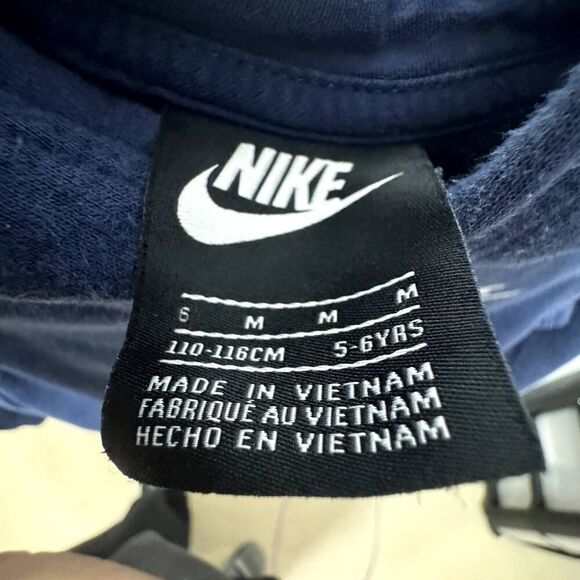 NIKE
6 M M M
110-116CM 5-6YRS
MADE IN VIETNAM
FABRIQUÉ AU VIETNAM
HECHO EN VIETNAM